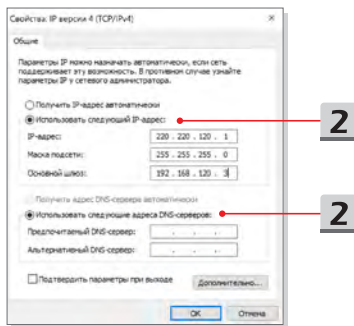 Свойства: IP версии 4 (TCP/IPv4)
Общие
Параметры IP можно назначать автоматически, если сеть
поддерживает эту возможность. В противном случае узнайте
параметры IP у сетевого администратора.
Получить IP-адрес автоматически
Использовать следующий IP-адрес:
2
IP-адрес: 220 . 220 . 120 . 1
Маска подсети: 255 . 255 . 255 . 0
Основной шлюз: 192 . 168 . 120 . 3
Получить адрес DNS-сервера автоматически
Использовать следующие адреса DNS-серверов:
2
Предпочитаемый DNS-сервер: . . .
Альтернативный DNS-сервер: . . .
Подтвердить параметры при выходе
Дополнительно...
ОК Отмена